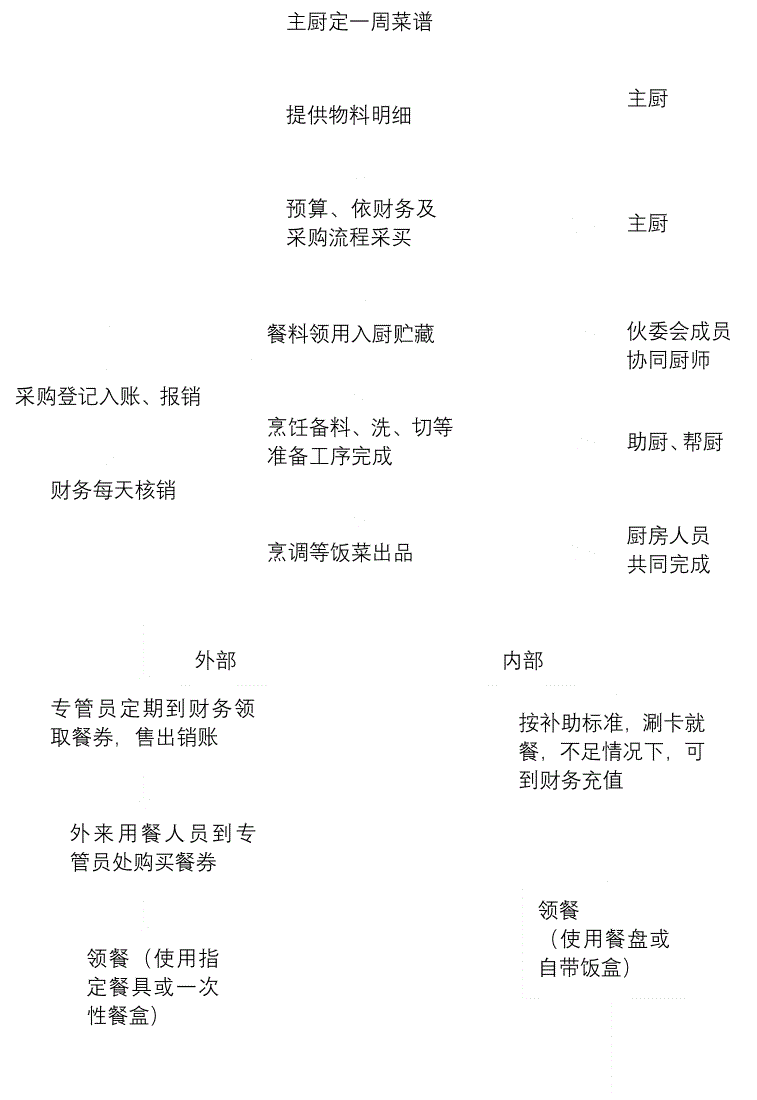 主厨定一周菜谱
提供物料明细
主厨
预算、依财务及
采购流程采买
主厨
餐料领用入厨贮藏
伙委会成员
协同厨师
采购登记入账、报销
烹饪备料、洗、切等
准备工序完成
助厨、帮厨
财务每天核销
烹调等饭菜出品
厨房人员
共同完成
外部
内部
专管员定期到财务领
取餐券，售出销账
按补助标准，涮卡就
餐，不足情况下，可
到财务充值
外来用餐人员到专
管员处购买餐券
领餐
（使用餐盘或
自带饭盒）
领餐（使用指
定餐具或一次
性餐盒）